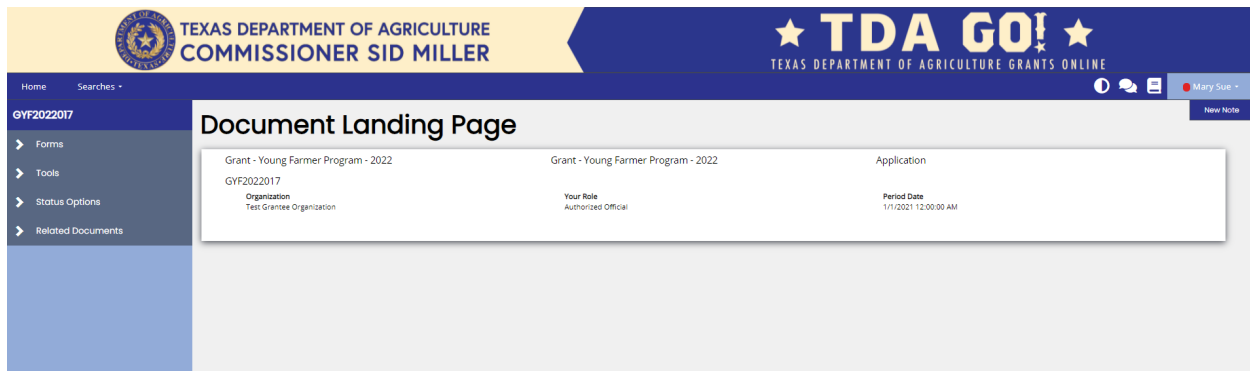 TEXAS DEPARTMENT OF AGRICULTURE
COMMISSIONER SID MILLER
TDA GO!
TEXAS DEPARTMENT OF AGRICULTURE GRANTS ONLINE
Home Searches
Mary Sue
New Note
GYF2022017
Forms
Tools
Status Options
Related Documents
Document Landing Page
Grant - Young Farmer Program - 2022 Grant - Young Farmer Program - 2022 Application
GYF2022017
Organization Your Role Period Date
Test Grantee Organization Authorized Official 1/1/2021 12:00:00 AM